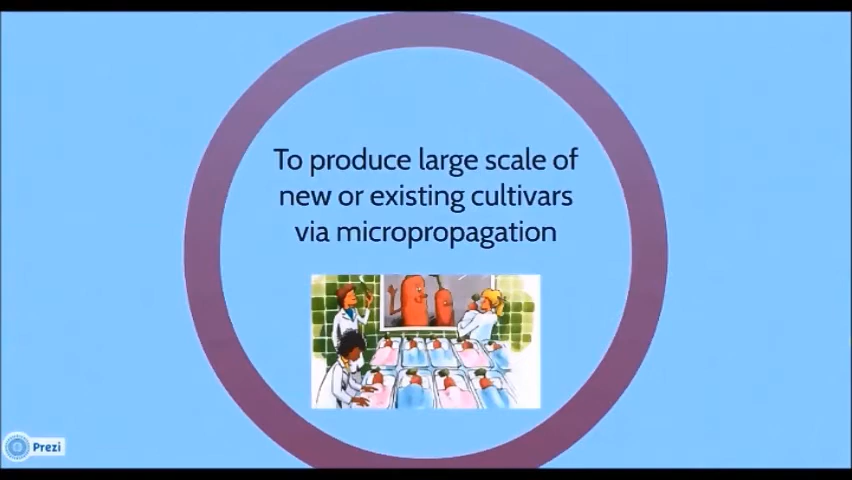 To produce large scale of
new or existing cultivars
via micropropagation
Prezi